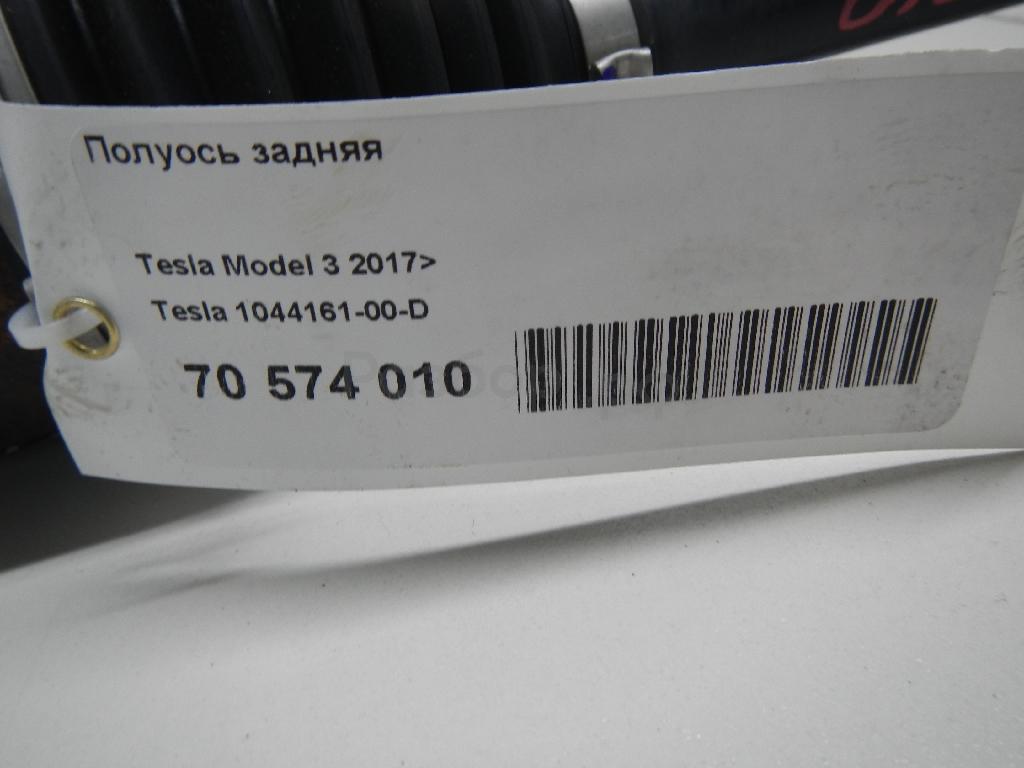 Полуось задняя
Tesla Model 3 2017>
Tesla 1044161-00-D
70 574 010